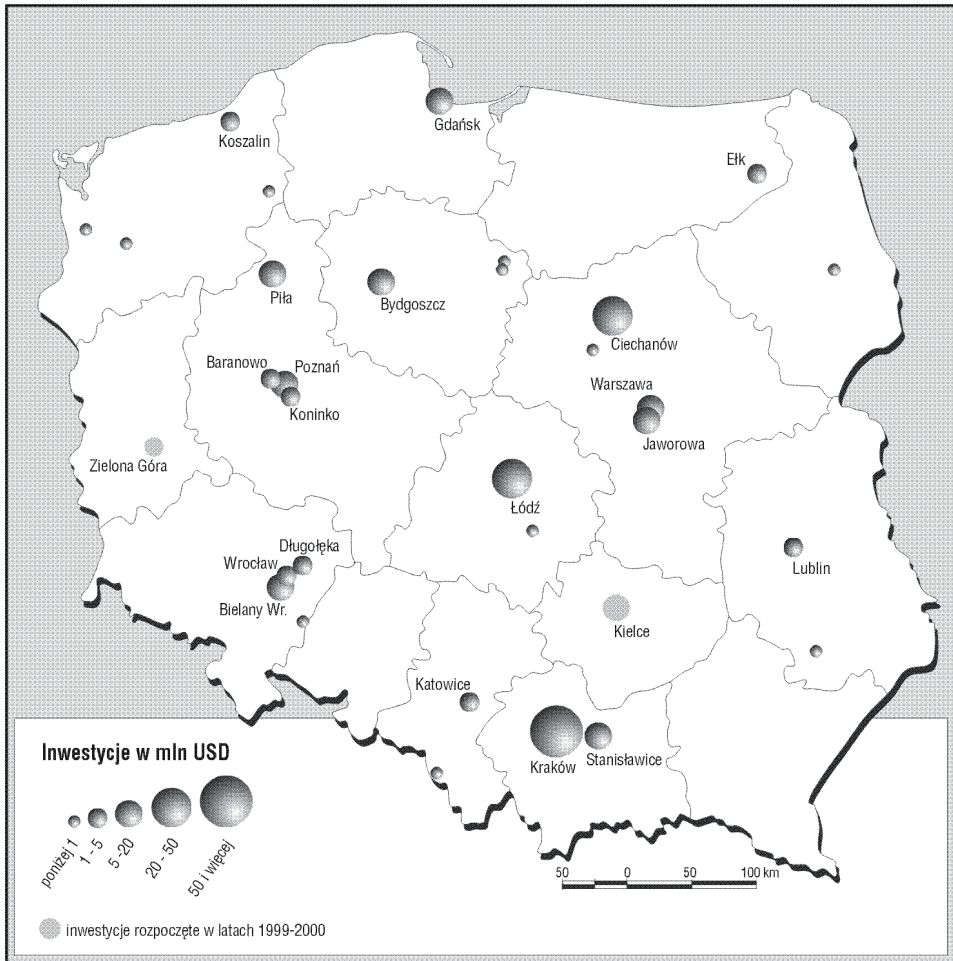 Koszalin
Gdańsk
Ełk
Piła
Bydgoszcz
Ciechanów
Baranowo
Poznań
Koninko
Warszawa
Jaworowa
Zielona Góra
Łódź
Długołęka
Wrocław
Bielany Wr.
Lublin
Kielce
Katowice
Kraków
Stanisławice
Inwestycje w mln USD
poniżej 1
1 - 5
5 -20
20 - 50
50 i więcej
50 0 50 100 km
inwestycje rozpoczęte w latach 1999-2000